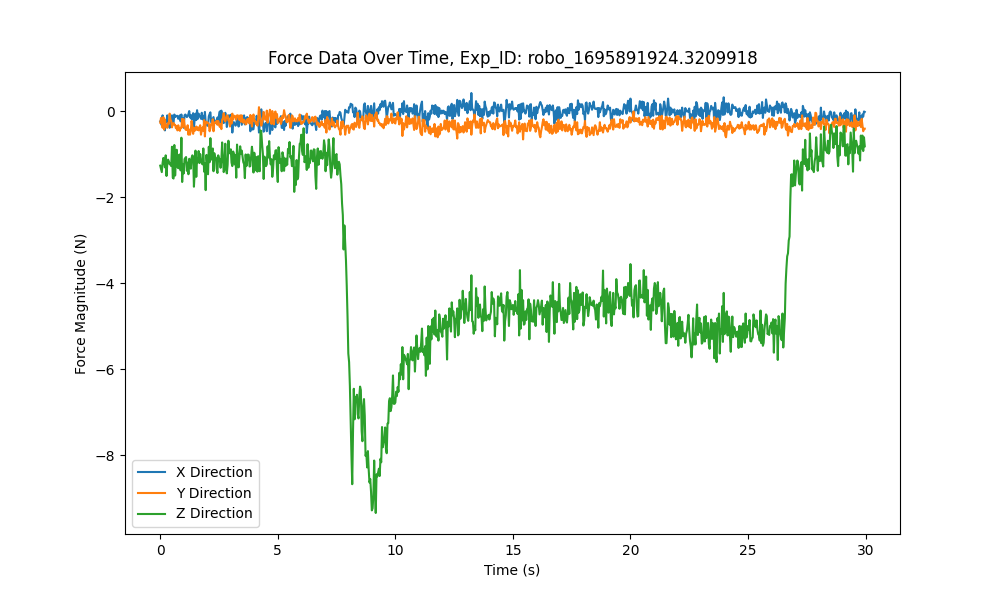 Force Data Over Time, Exp_ID: robo_1695891924.3209918
Force Magnitude (N)
0
−2
−4
−6
−8
X Direction
Y Direction
Z Direction
0 5 10 15 20 25 30
Time (s)